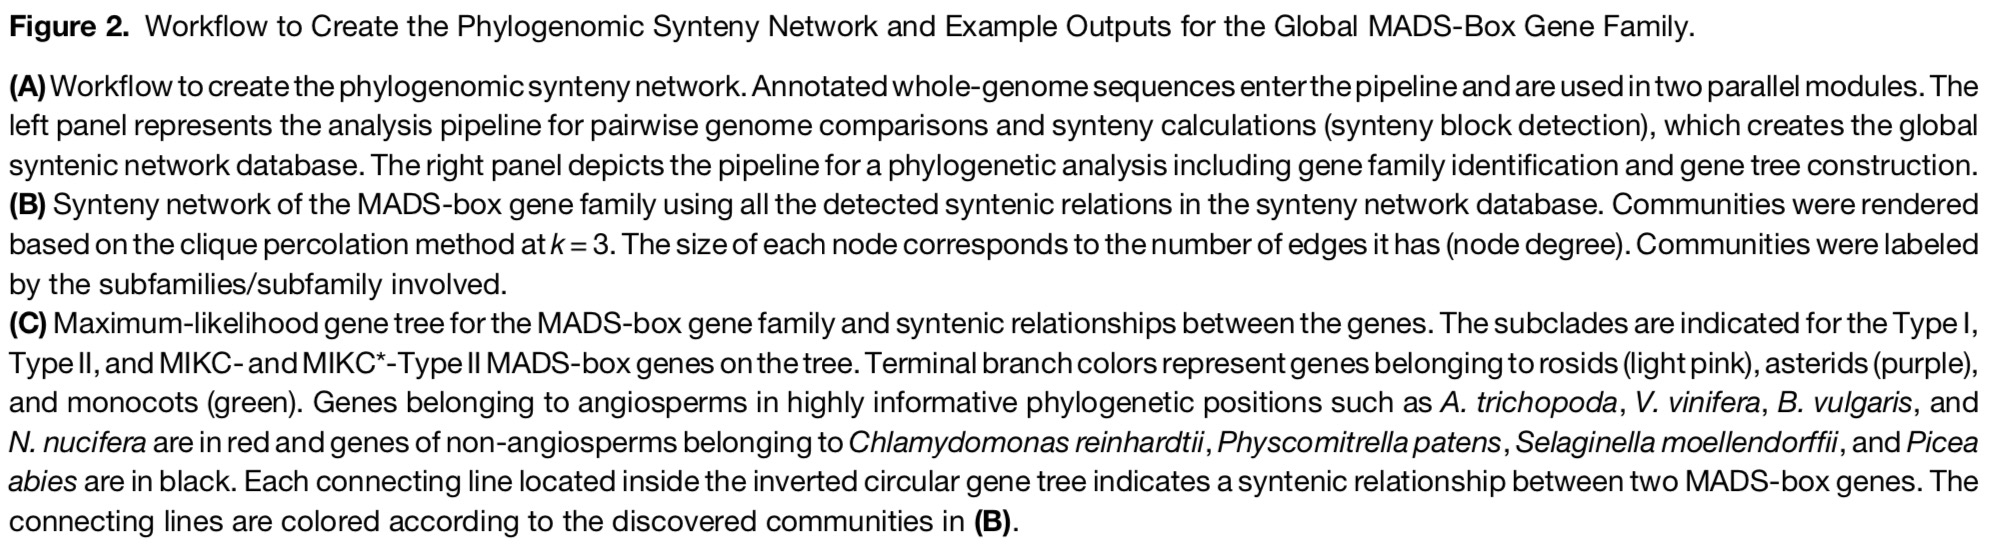 Figure 2. Workflow to Create the Phylogenomic Synteny Network and Example Outputs for the Global MADS-Box Gene Family.
(A) Workflow to create the phylogenomic synteny network. Annotated whole-genome sequences enter the pipeline and are used in two parallel modules. The
left panel represents the analysis pipeline for pairwise genome comparisons and synteny calculations (synteny block detection), which creates the global
syntenic network database. The right panel depicts the pipeline for a phylogenetic analysis including gene family identification and gene tree construction.
(B) Synteny network of the MADS-box gene family using all the detected syntenic relations in the synteny network database. Communities were rendered
based on the clique percolation method at k = 3. The size of each node corresponds to the number of edges it has (node degree). Communities were labeled
by the subfamilies/subfamily involved.
(C) Maximum-likelihood gene tree for the MADS-box gene family and syntenic relationships between the genes. The subclades are indicated for the Type I,
Type II, and MIKC- and MIKC*-Type II MADS-box genes on the tree. Terminal branch colors represent genes belonging to rosids (light pink), asterids (purple),
and monocots (green). Genes belonging to angiosperms in highly informative phylogenetic positions such as A. trichopoda, V. vinifera, B. vulgaris, and
N. nucifera are in red and genes of non-angiosperms belonging to Chlamydomonas reinhardtii, Physcomitrella patens, Selaginella moellendorffii, and Picea
abies are in black. Each connecting line located inside the inverted circular gene tree indicates a syntenic relationship between two MADS-box genes. The
connecting lines are colored according to the discovered communities in (B).